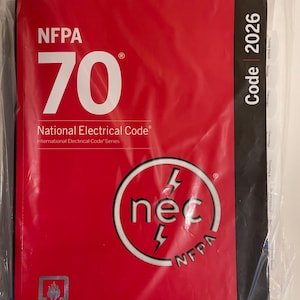 NFPA
70®
National Electrical Code®
International Electrical Code® Series
Code | 2026
nec
NFPA